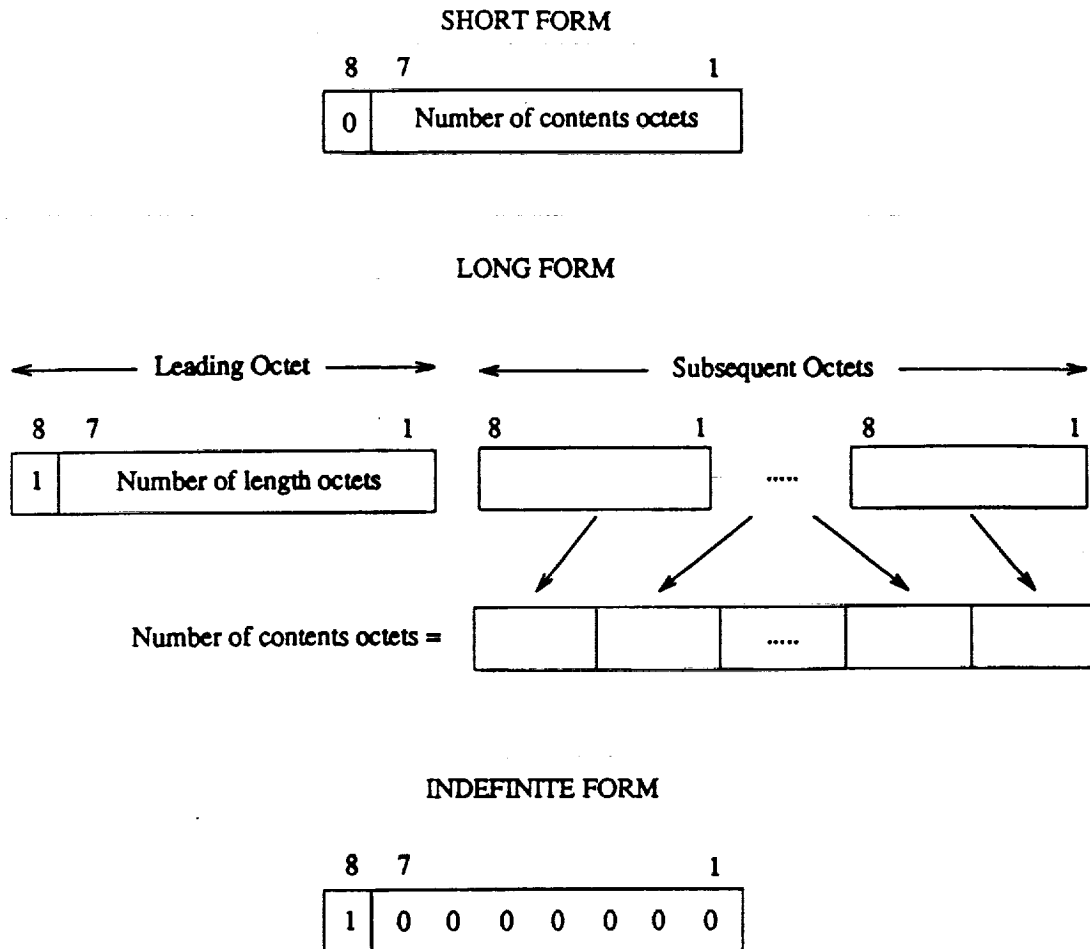 SHORT FORM
8 7 1
0 Number of contents octets
LONG FORM
Leading Octet Subsequent Octets
8 7 1 8 1 8 1
1 Number of length octets .....
Number of contents octets = .....
INDEFINITE FORM
8 7 1
1 0 0 0 0 0 0 0